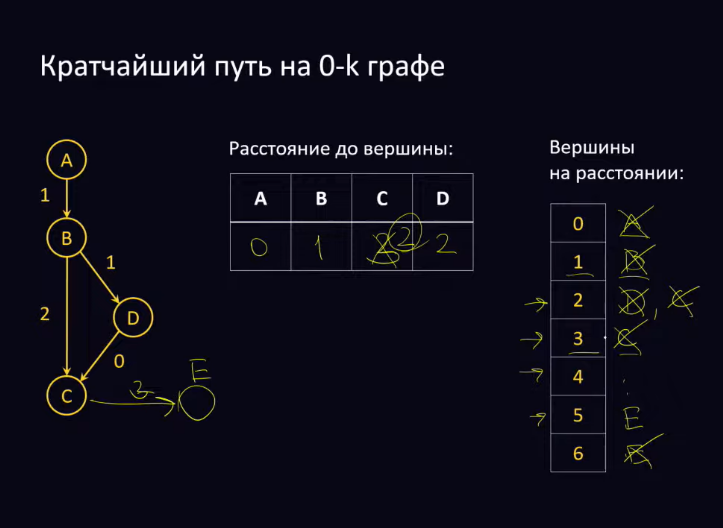 Кратчайший путь на 0-k графе
Расстояние до вершины:
Вершины
на расстоянии:
A
1
B
1
2
D
0
C
3
E
A B C D
0 1 3 2 2
0 A
1 B
2 D, C
3 C
4
5 E
6 E